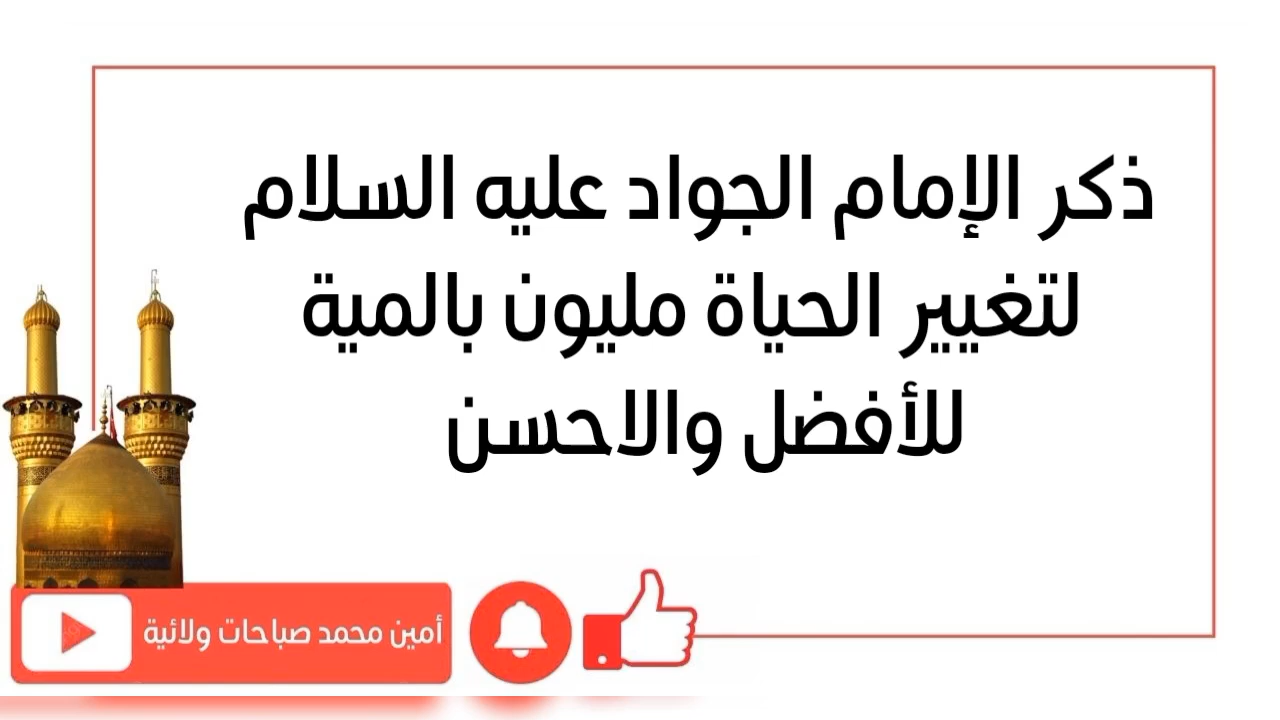 ذكر الإمام الجواد عليه السلام
لتغيير الحياة مليون بالمية
للأفضل والاحسن
أمين محمد صباحات ولائية